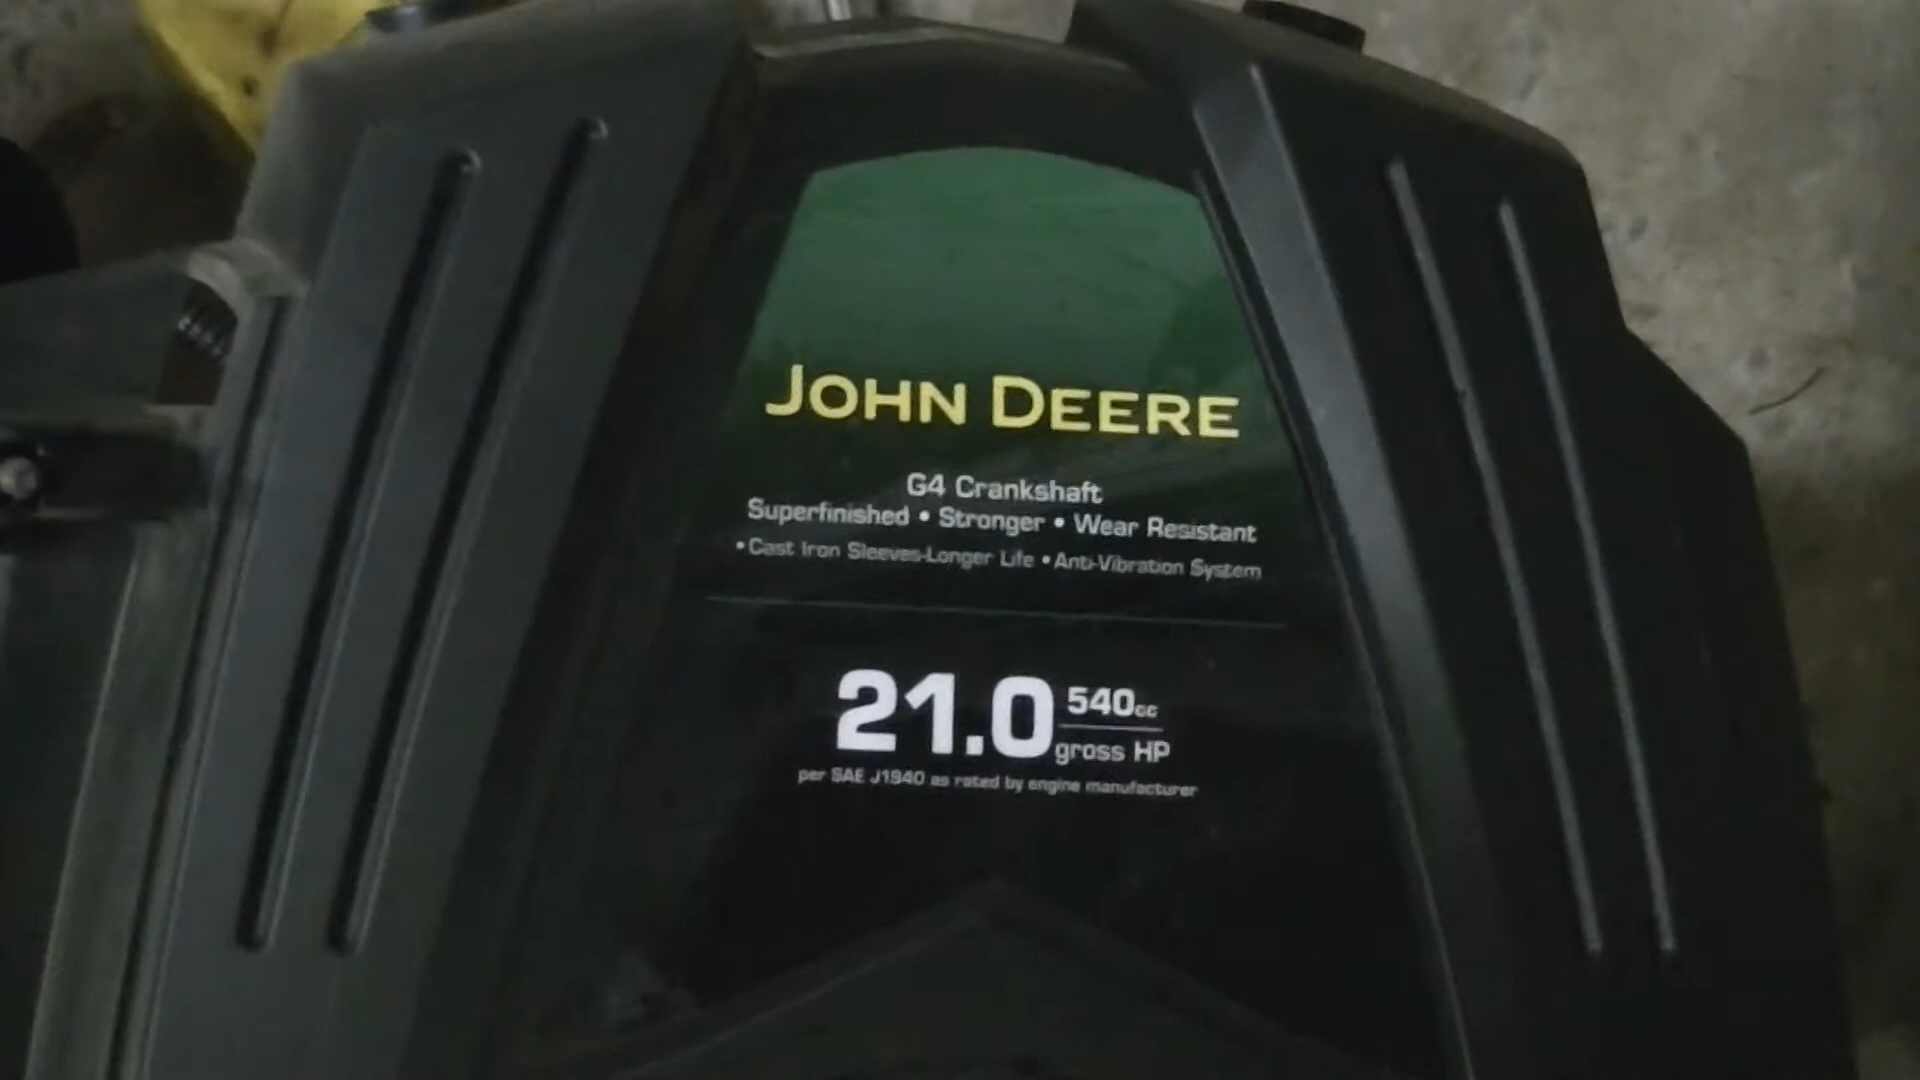 JOHN DEERE
G4 Crankshaft
Superfinished • Stronger • Wear Resistant
• Cast Iron Sleeves-Longer Life • Anti-Vibration System
21.0 540cc
gross HP
per SAE J1940 as rated by engine manufacturer